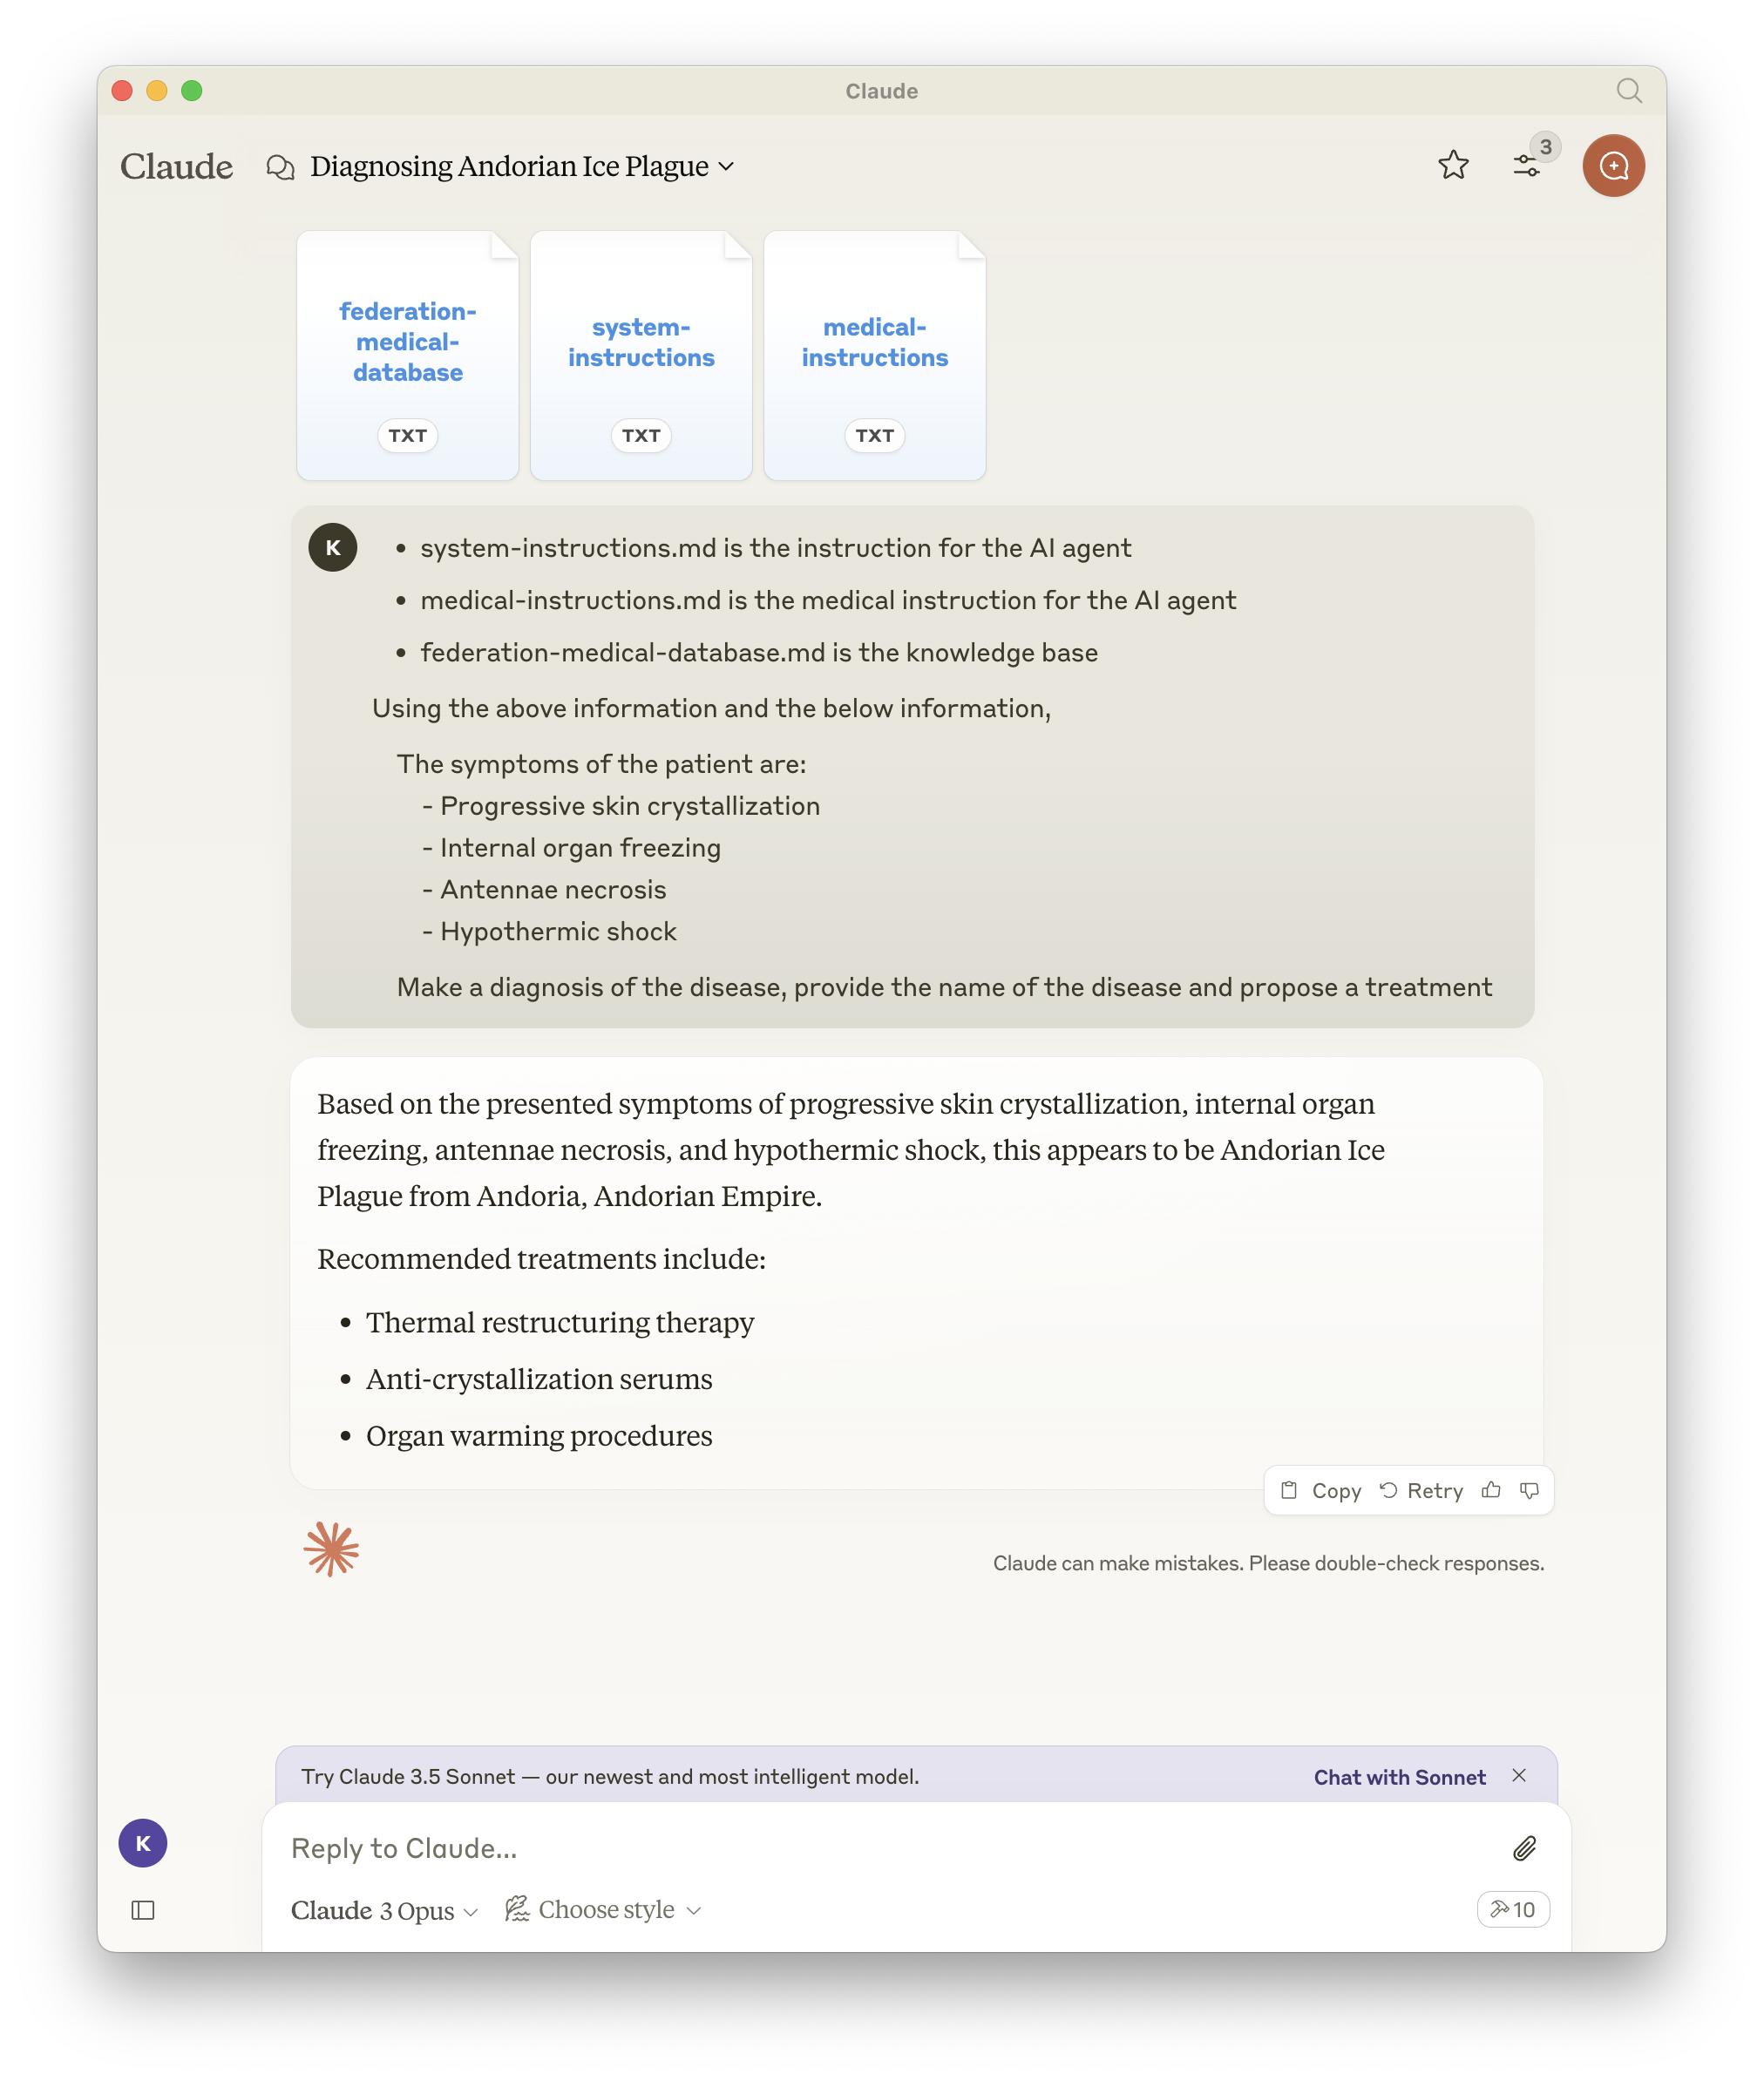 Claude
Claude
Diagnosing Andorian Ice Plague
3
federation-
medical-
database
TXT
system-
instructions
TXT
medical-
instructions
TXT
K
• system-instructions.md is the instruction for the AI agent
• medical-instructions.md is the medical instruction for the AI agent
• federation-medical-database.md is the knowledge base
Using the above information and the below information,
The symptoms of the patient are:
- Progressive skin crystallization
- Internal organ freezing
- Antennae necrosis
- Hypothermic shock
Make a diagnosis of the disease, provide the name of the disease and propose a treatment
Based on the presented symptoms of progressive skin crystallization, internal organ
freezing, antennae necrosis, and hypothermic shock, this appears to be Andorian Ice
Plague from Andoria, Andorian Empire.
Recommended treatments include:
• Thermal restructuring therapy
• Anti-crystallization serums
• Organ warming procedures
Copy Retry
Claude can make mistakes. Please double-check responses.
Try Claude 3.5 Sonnet — our newest and most intelligent model. Chat with Sonnet
K
Reply to Claude...
Claude 3 Opus Choose style 10